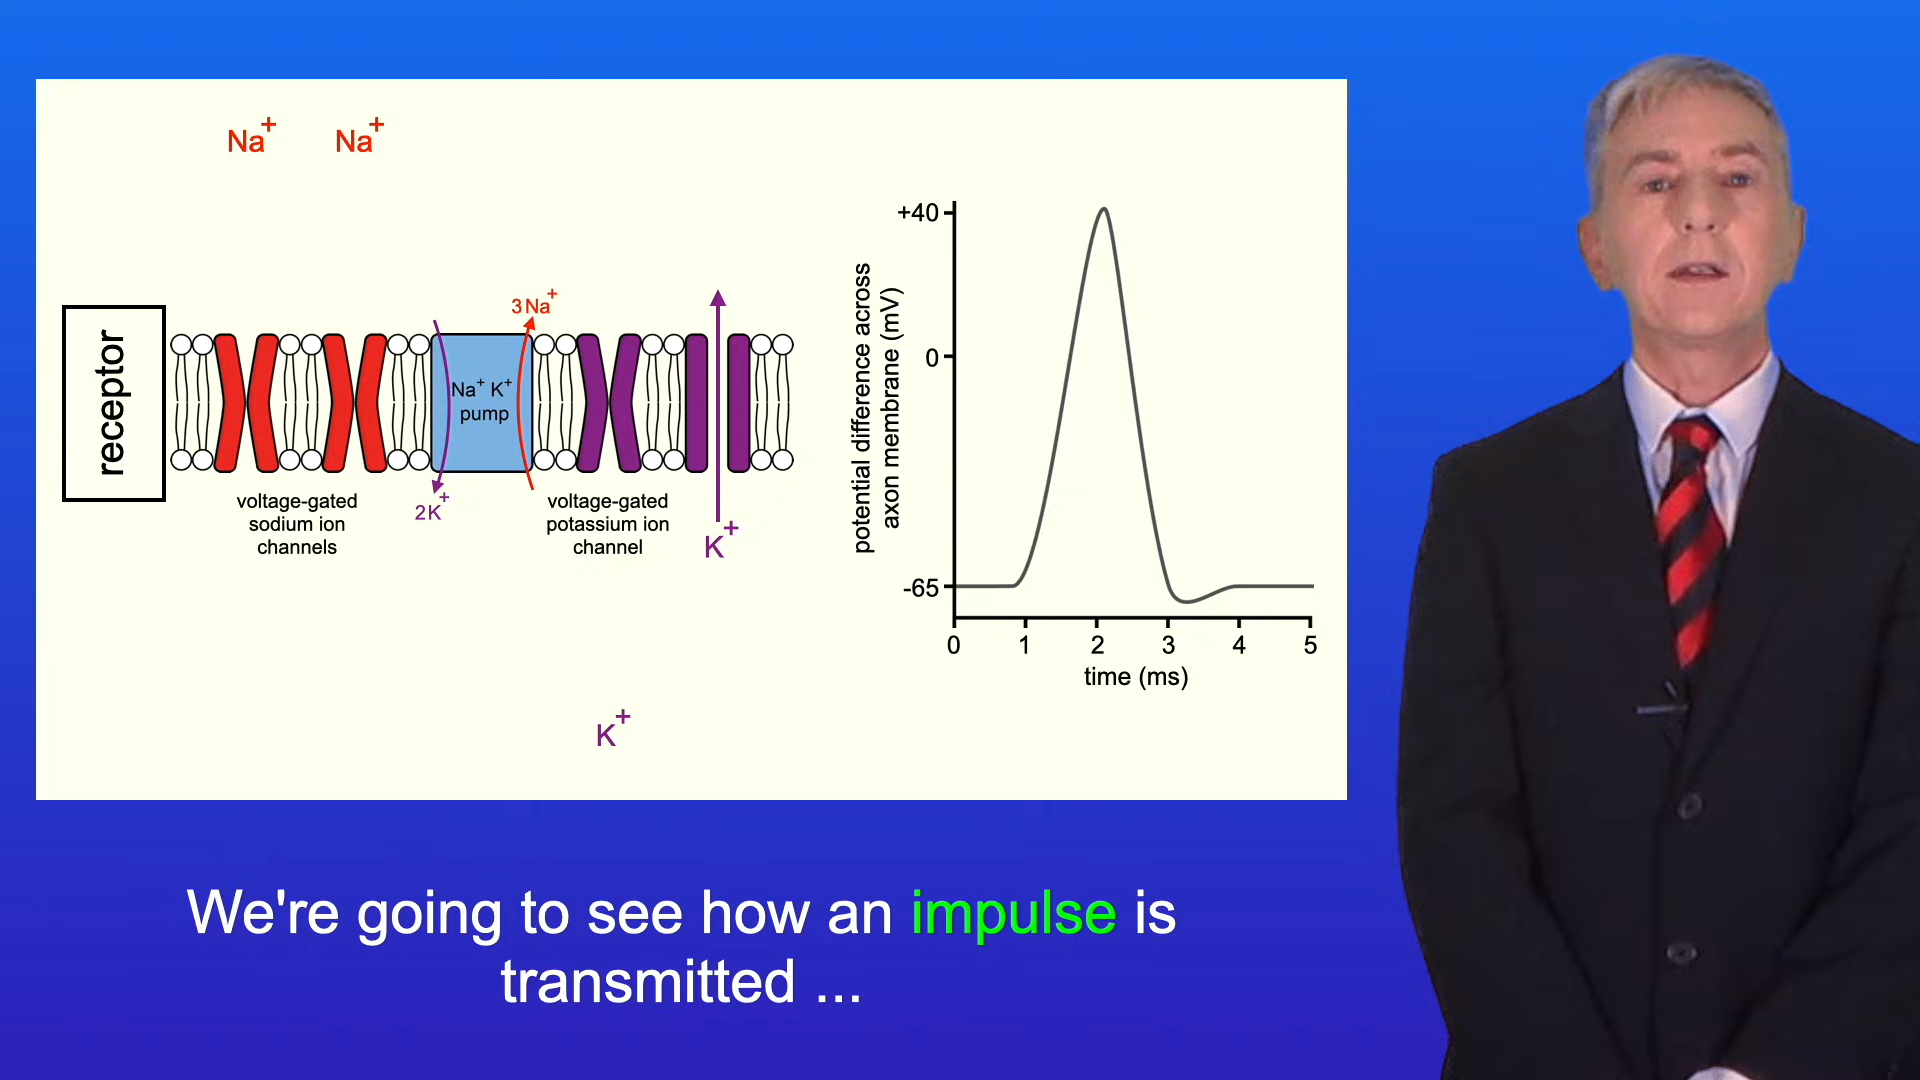 Na⁺ Na⁺
receptor
3Na⁺
Na⁺ K⁺
pump
2K⁺
voltage-gated
sodium ion
channels
voltage-gated
potassium ion
channel
K⁺
K⁺
potential difference across
axon membrane (mV)
+40
0
-65
0 1 2 3 4 5
time (ms)
We're going to see how an impulse is
transmitted ...